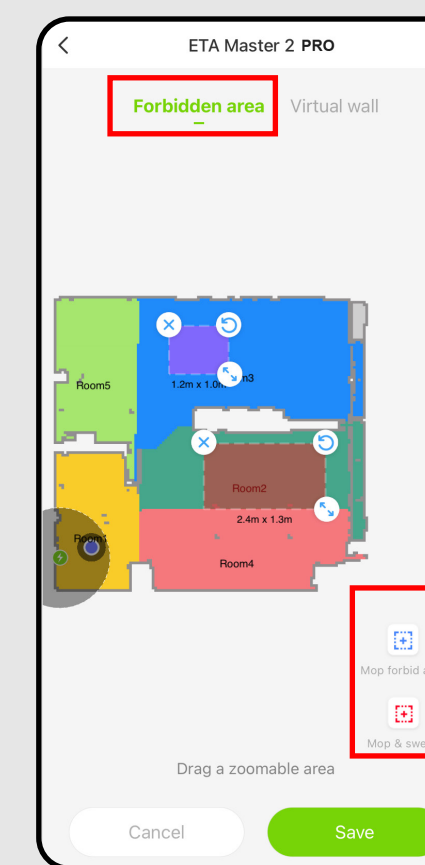 ETA Master 2 PRO
Forbidden area
Virtual wall
Room5
1.2m x 1.0m
Room2
2.4m x 1.3m
Room1
Room4
Mop forbid
Mop &
Drag a zoomable area
Cancel
Save